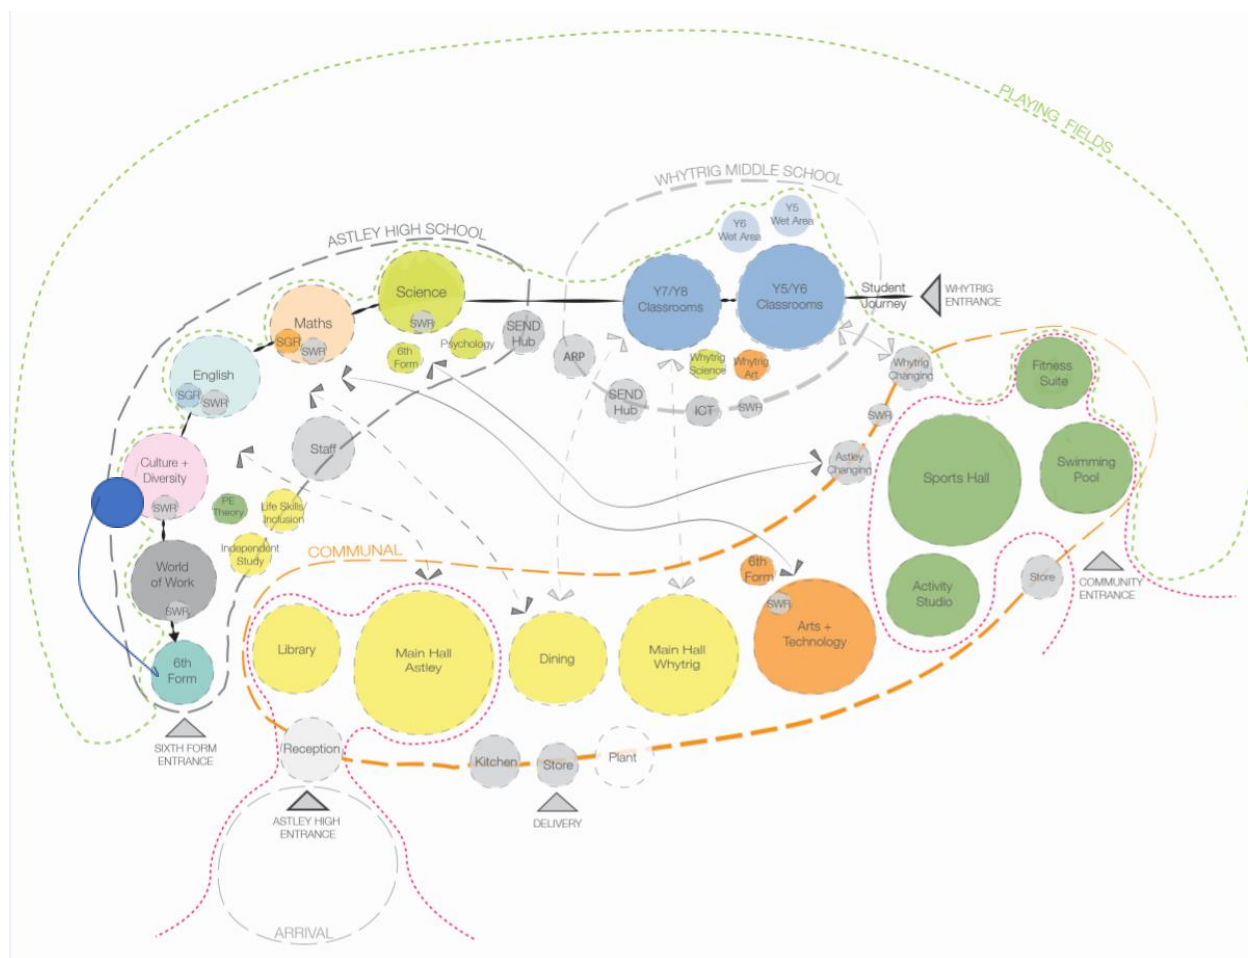 PLAYING FIELDS
WHYTRIG MIDDLE SCHOOL
Y5
Wet Area
Y6
Wet Area
ASTLEY HIGH SCHOOL
Science
SWR
Y7/Y8
Classrooms
Y5/Y6
Classrooms
Student
Journey
WHYTRIG
ENTRANCE
Maths
SGR
SWR
6th
Form
Psychology
SEND
Hub
ARP
Whytrig
Science
Whytrig
Art
Whytrig
Changing
Fitness
Suite
English
SGR
SWR
SEND
Hub
ICT
SWR
SWR
Staff
Astley
Changing
Sports Hall
Swimming
Pool
Culture +
Diversity
SWR
PE
Theory
Life Skills/
Inclusion
Independent
Study
COMMUNAL
World
of Work
SWR
6th
Form
SWR
Arts +
Technology
Activity
Studio
Store
COMMUNITY
ENTRANCE
6th
Form
Library
Main Hall
Astley
Dining
Main Hall
Whytrig
SIXTH FORM
ENTRANCE
Reception
Kitchen
Store
Plant
ASTLEY HIGH
ENTRANCE
DELIVERY
ARRIVAL